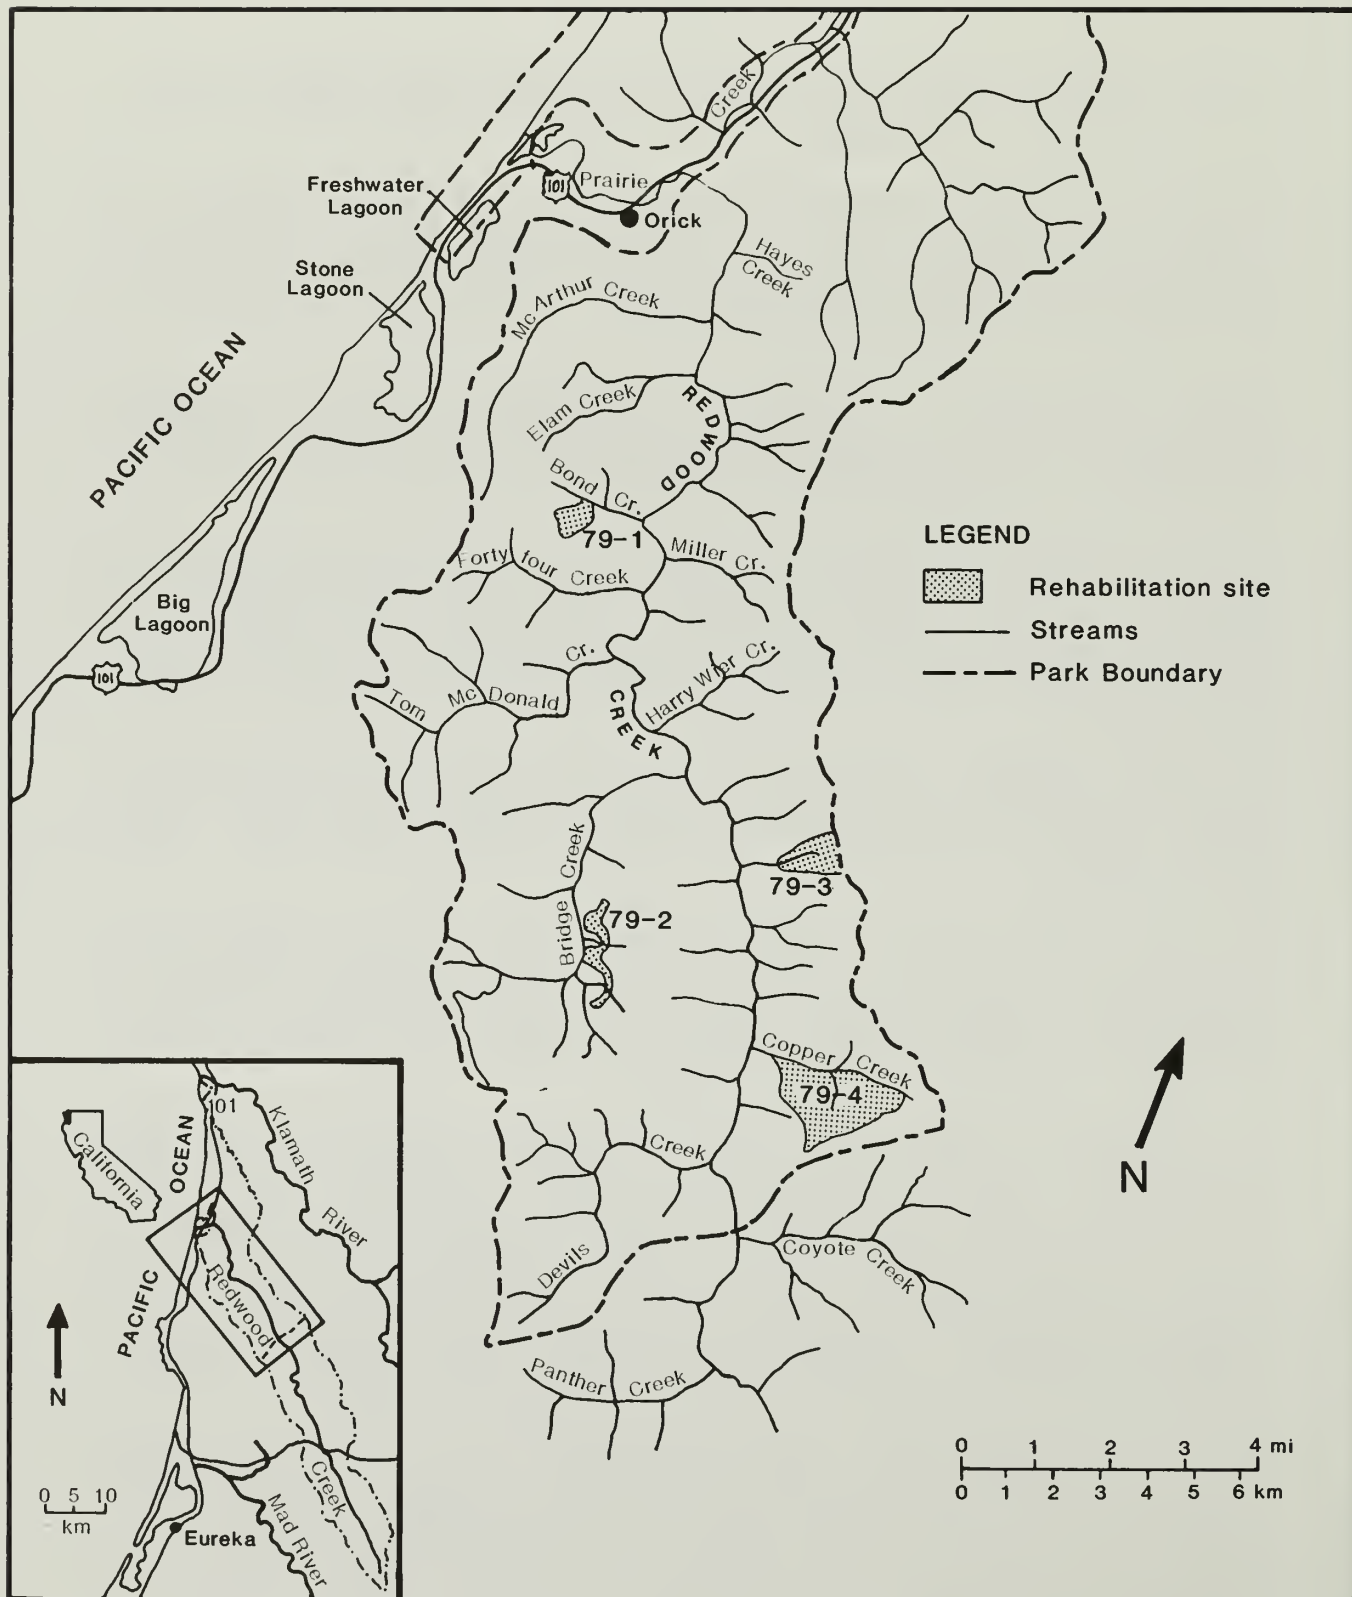 Creek
Prairie
101
Orick
Freshwater
Lagoon
Stone
Lagoon
Hayes
Creek
Mc Arthur Creek
PACIFIC OCEAN
Elam Creek
REDWOOD
Bond Cr.
79-1
Forty four Creek
Miller Cr.
LEGEND
Rehabilitation site
Streams
Park Boundary
Big
Lagoon
101
Tom Mc Donald Cr.
CREEK
Harry Wier Cr.
Bridge Creek
79-2
79-3
Copper Creek
79-4
N
Devils Creek
Coyote Creek
Panther Creek
0 1 2 3 4 mi
0 1 2 3 4 5 6 km
California
PACIFIC OCEAN
101
Klamath River
Redwood Creek
N
0 5 10
km
Eureka
Mad River